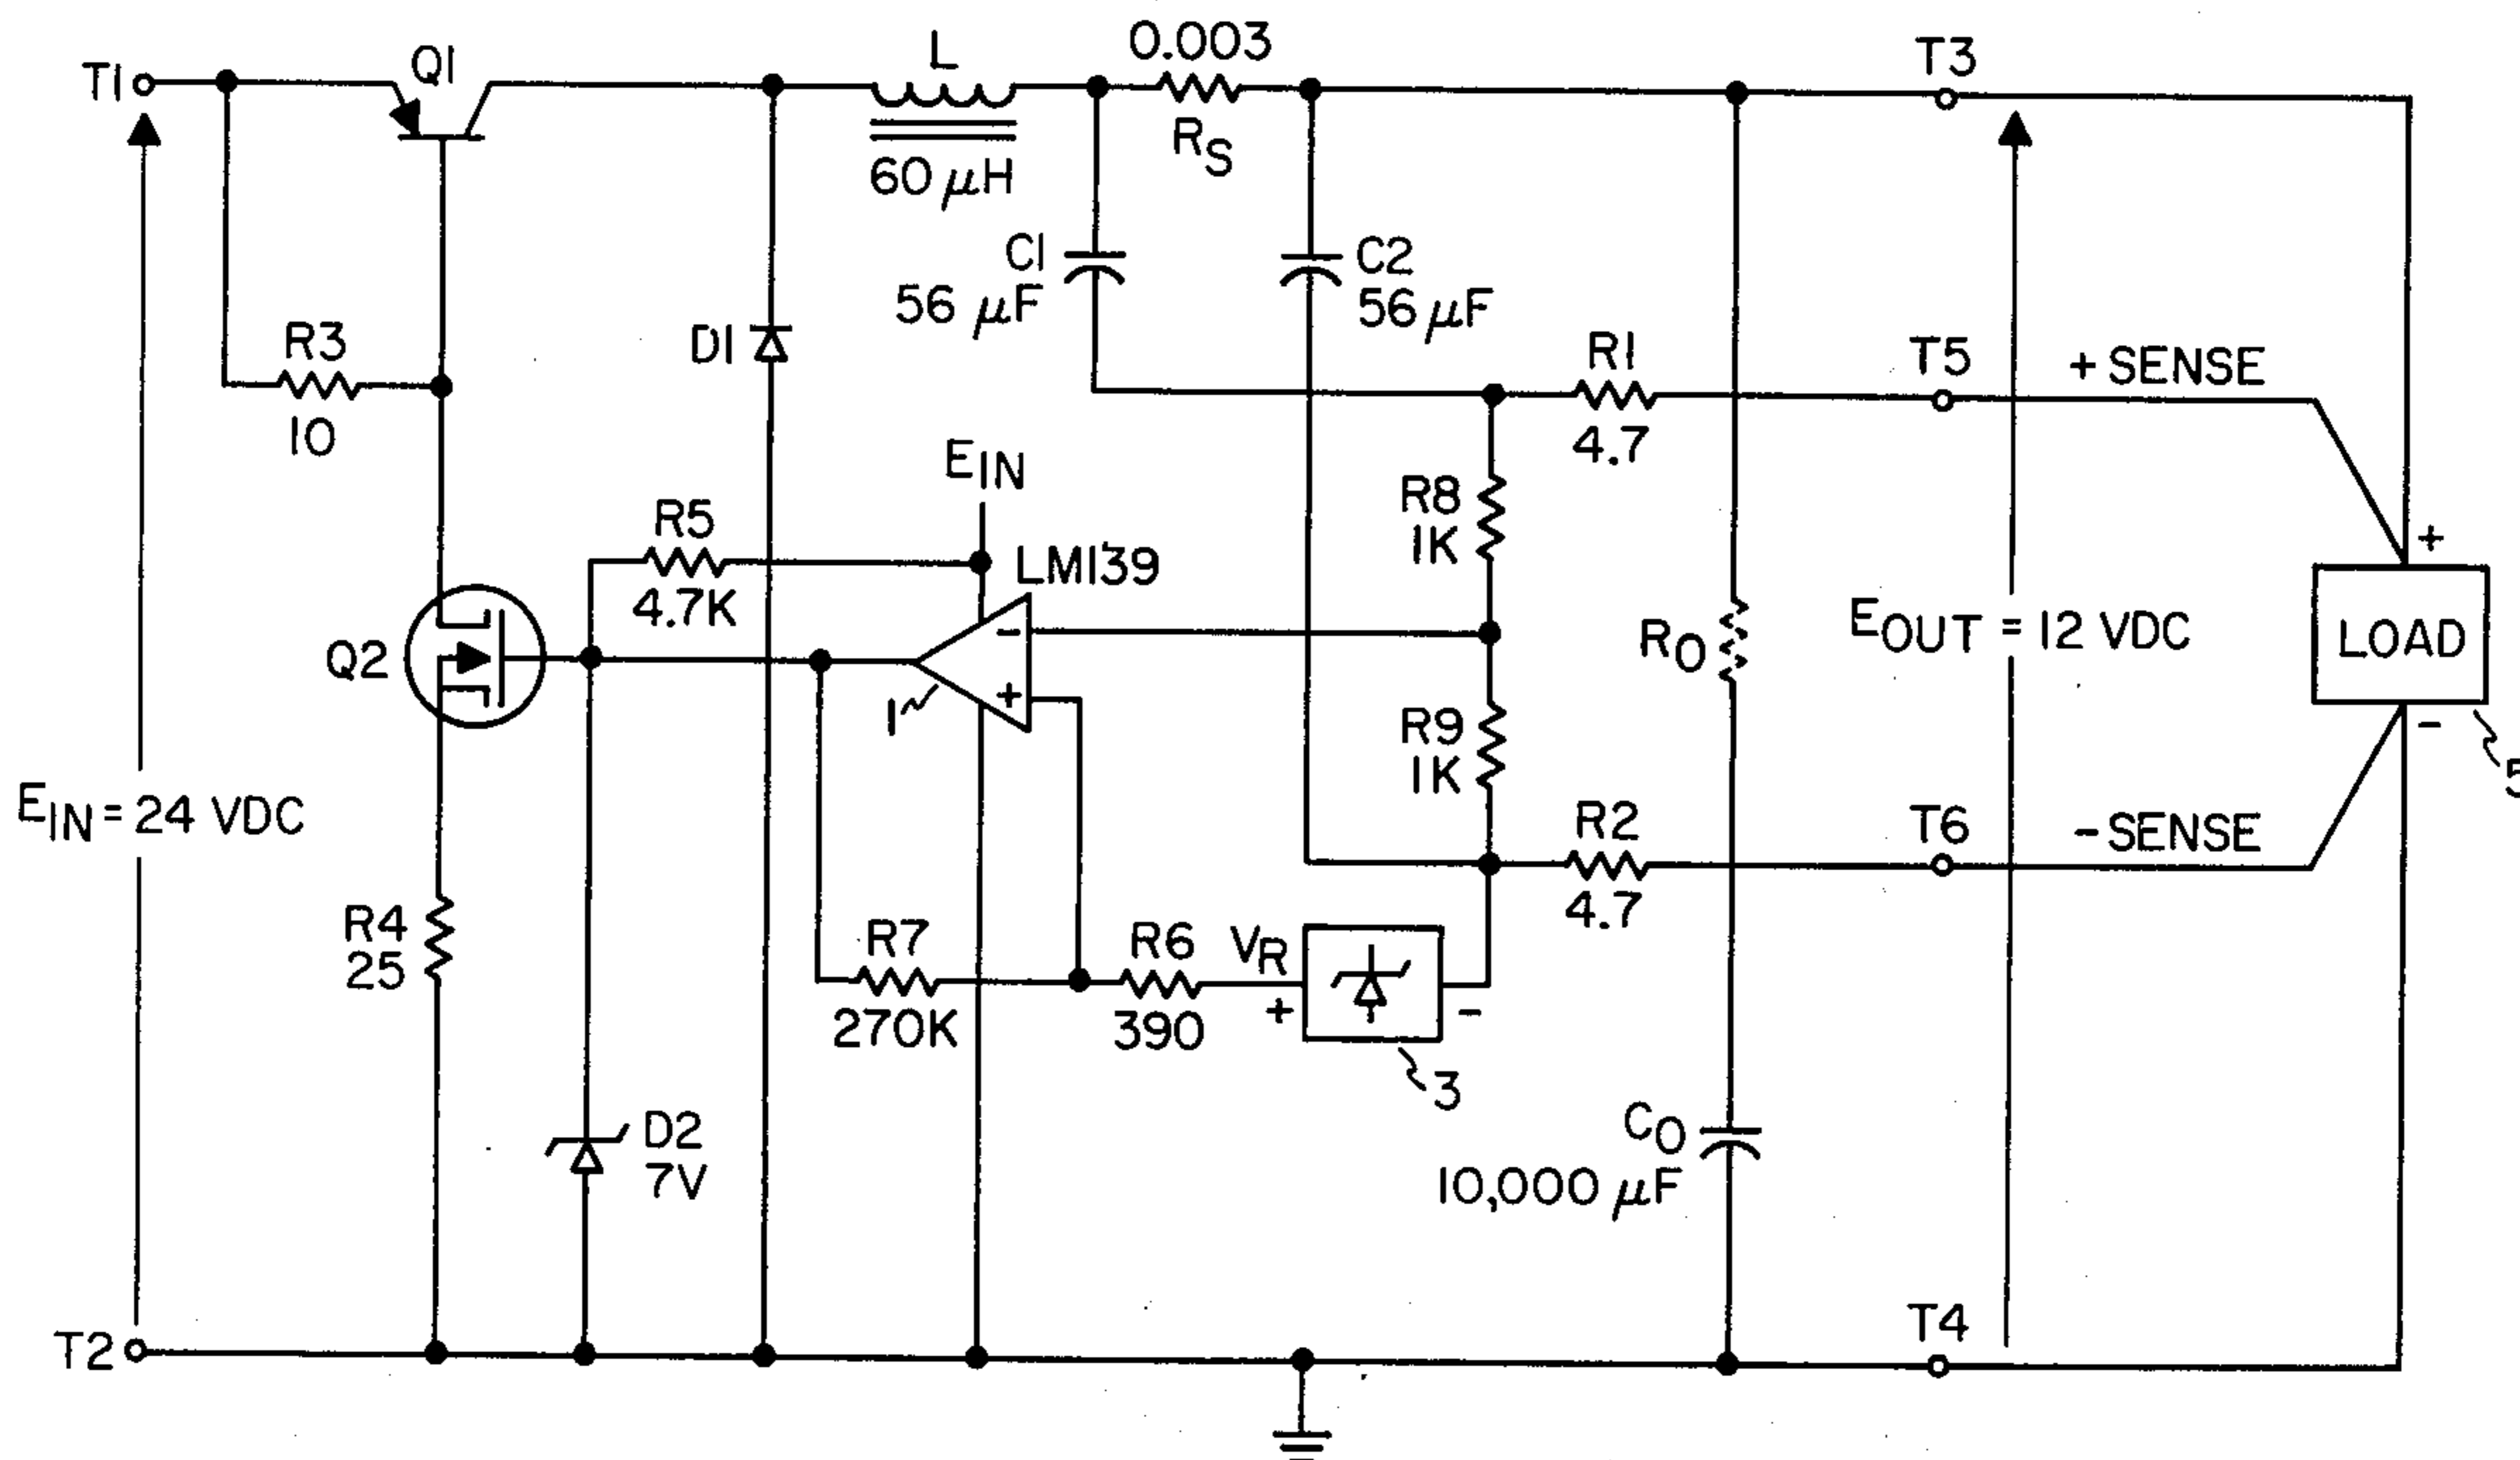 T1
Q1
L
60 μH
0.003
RS
T3
C1
56 μF
C2
56 μF
R3
10
D1
R1
4.7
T5
+ SENSE
EIN
R5
4.7K
LM139
R8
1K
Q2
-
+
1
RO
EOUT = 12 VDC
+
LOAD
-
5
EIN = 24 VDC
R9
1K
R2
4.7
T6
- SENSE
R4
25
R7
270K
R6
390
VR
+
-
3
D2
7V
CO
10,000 μF
T2
T4